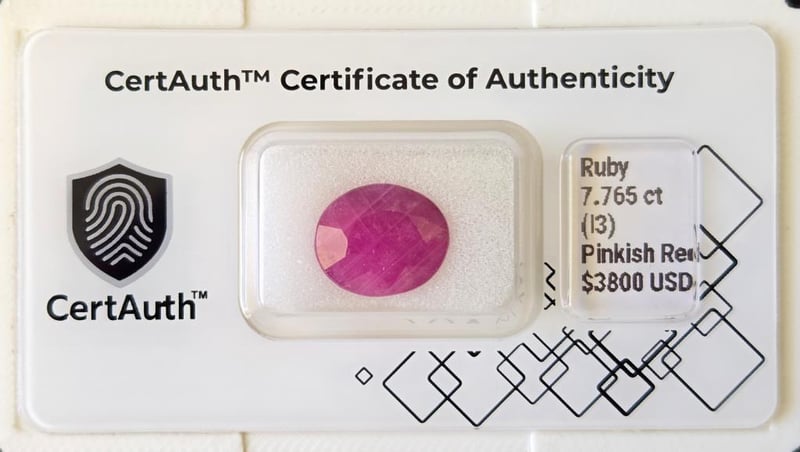 CertAuth™ Certificate of Authenticity
CertAuth™
Ruby
7.765 ct
(I3)
Pinkish Red
$3800 USD